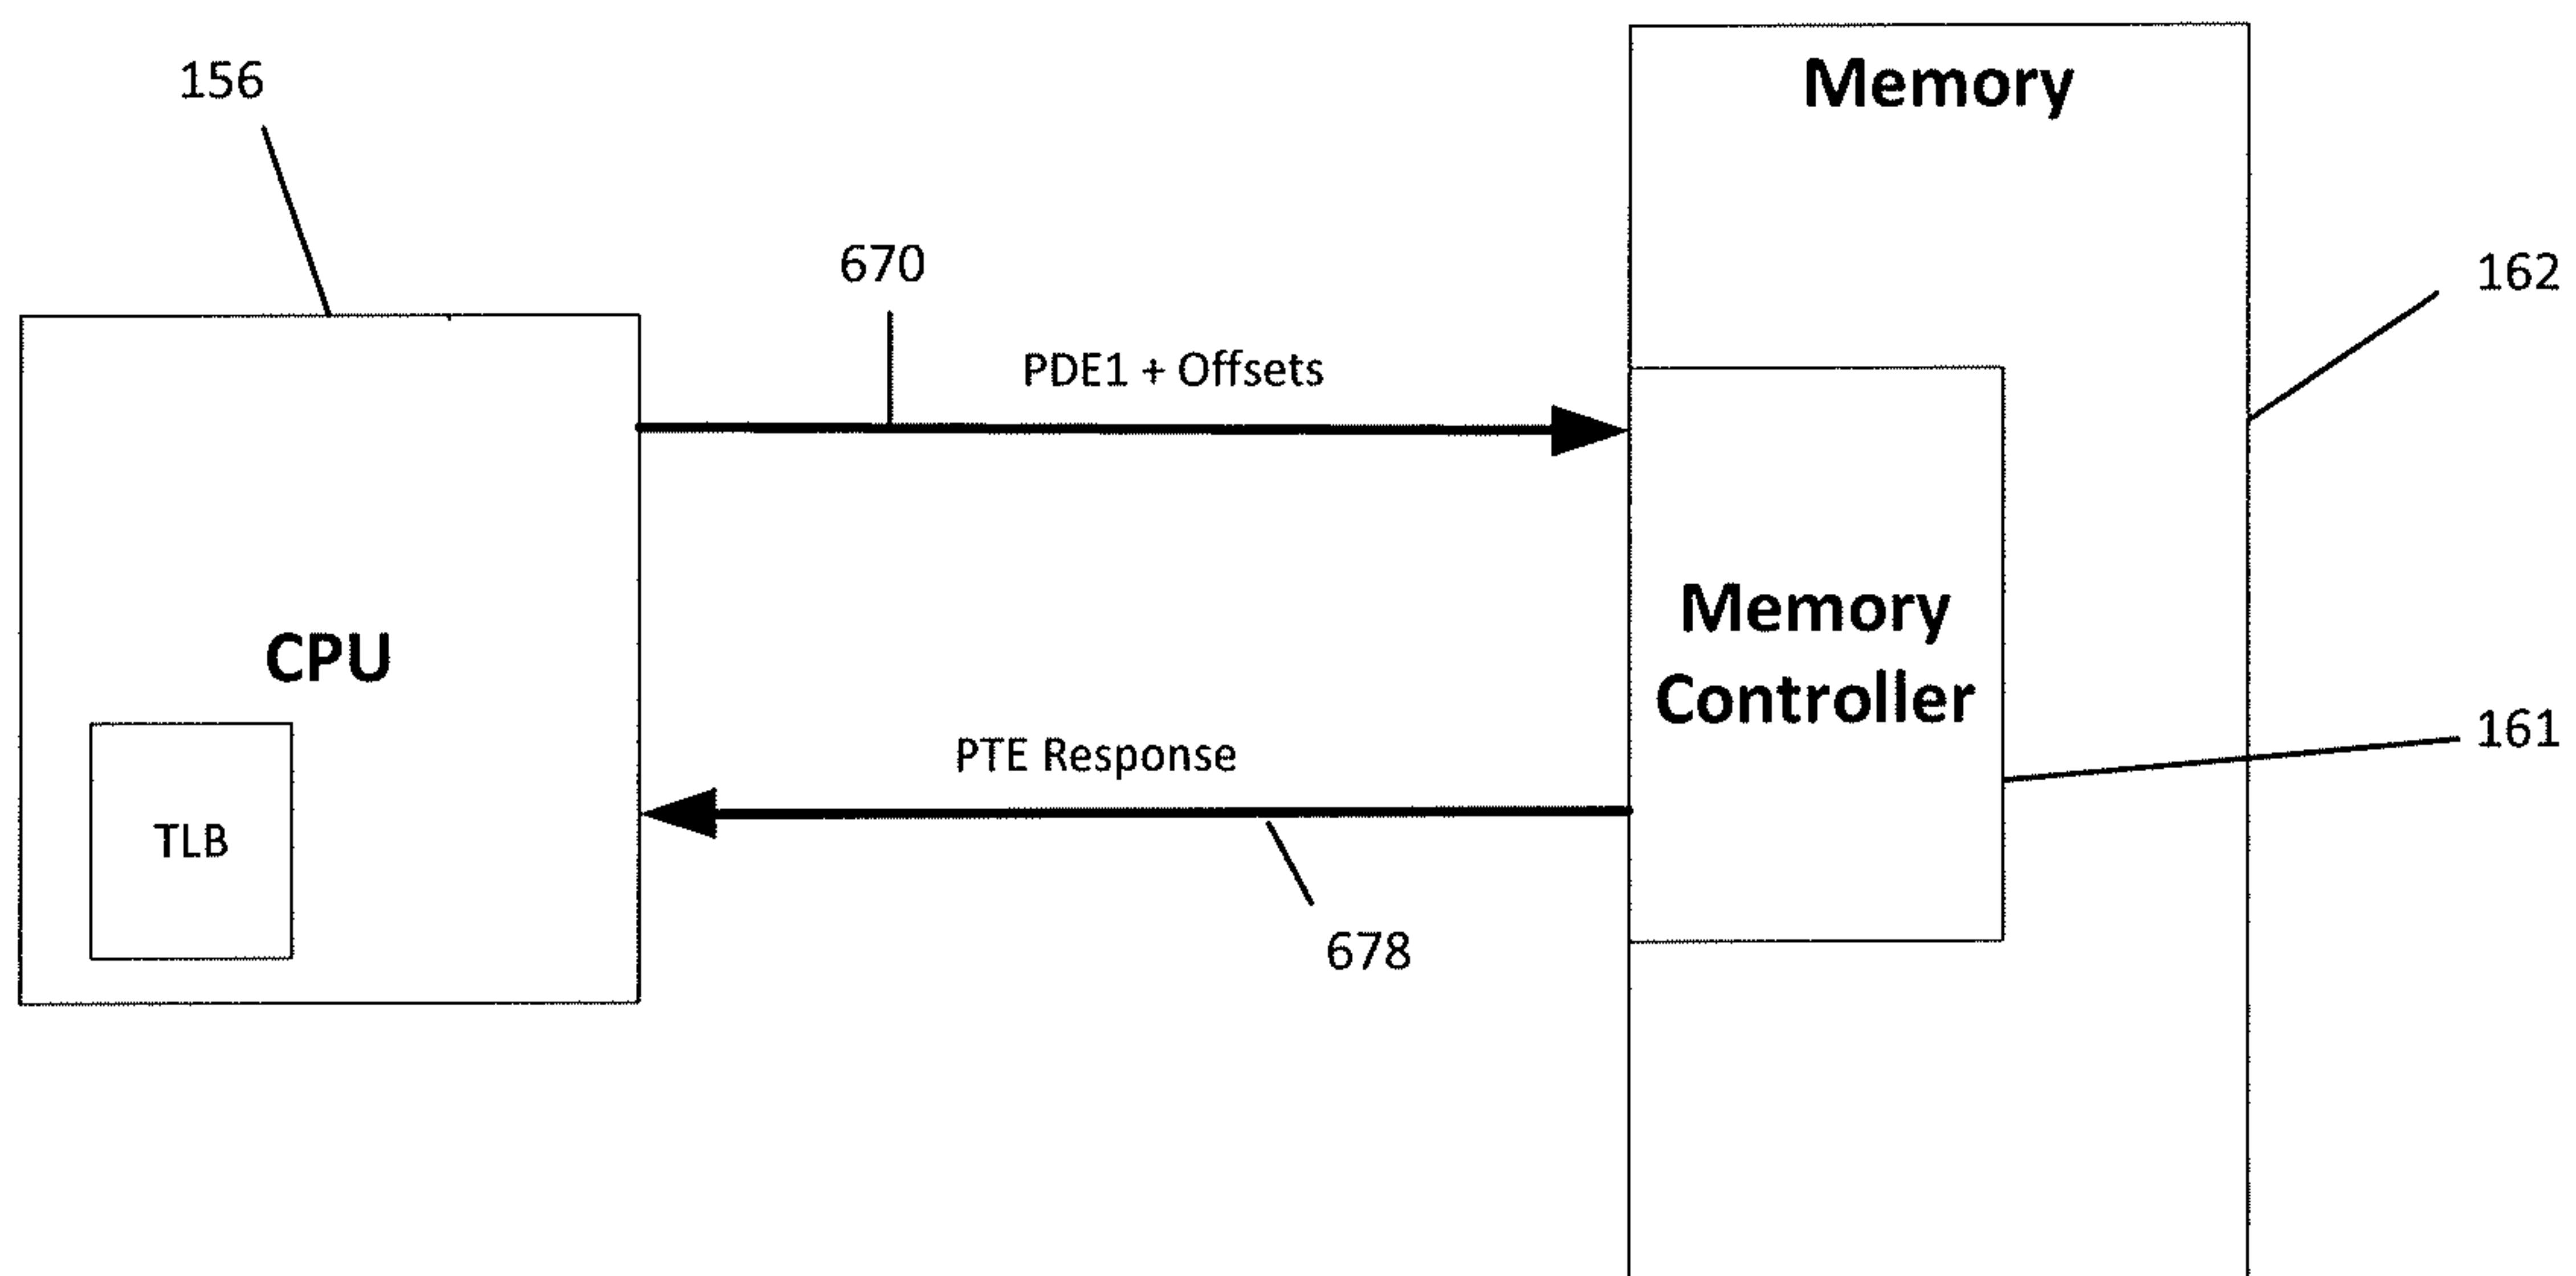 156
Memory
670
162
PDE1 + Offsets
Memory
Controller
CPU
161
PTE Response
TLB
678